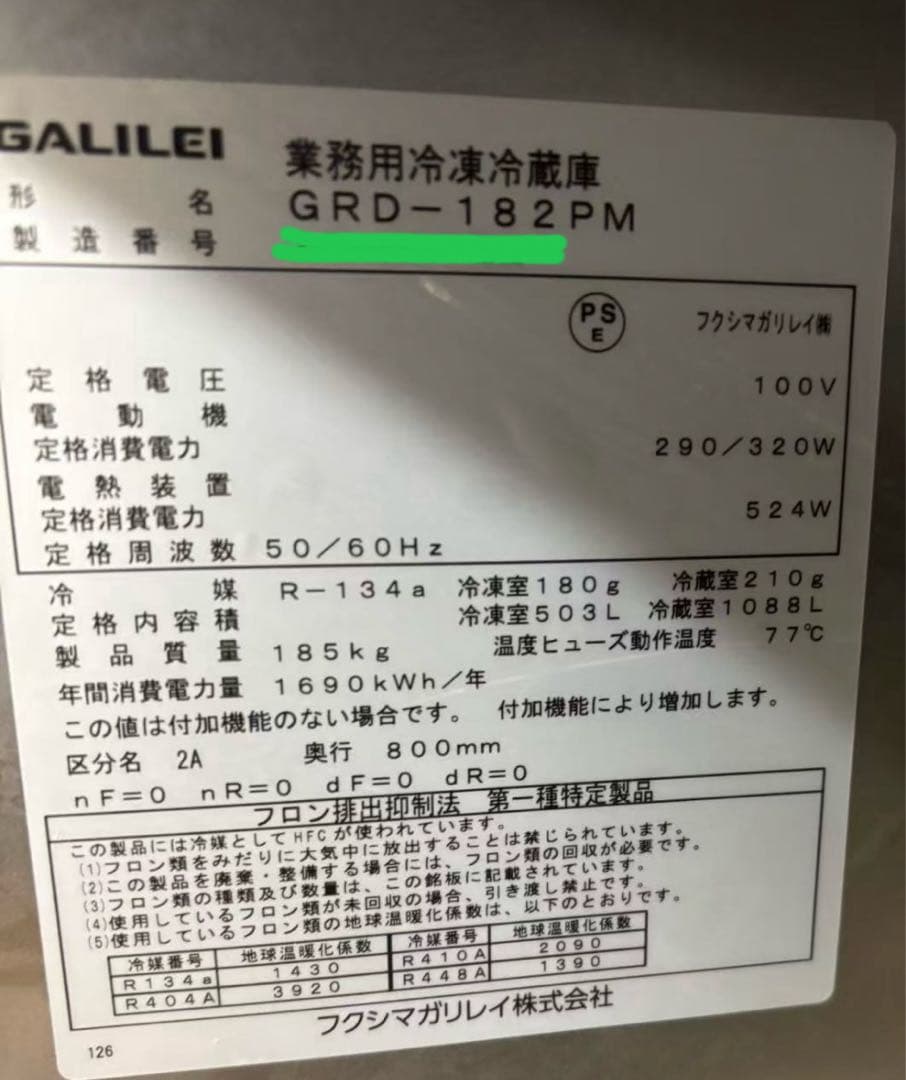 GALILEI 業務用冷凍冷蔵庫
形名 GRD-182PM
製造番号
PS E フクシマガリレイ㈱
定格電圧 100V
電動機
定格消費電力 290/320W
電熱装置
定格消費電力 524W
定格周波数 50/60Hz
冷媒 R-134a 冷凍室180g 冷蔵室210g
定格内容積 冷凍室503L 冷蔵室1088L
製品質量 185kg 温度ヒューズ動作温度 77℃
年間消費電力量 1690kWh/年
この値は付加機能のない場合です。 付加機能により増加します。
区分名 2A 奥行 800mm
nF=0 nR=0 dF=0 dR=0
フロン排出抑制法 第一種特定製品
この製品には冷媒としてHFCが使われています。
(1)フロン類をみだりに大気中に放出することは禁じられています。
(2)この製品を廃棄・整備する場合には、フロン類の回収が必要です。
(3)フロン類の種類及び数量は、この銘板に記載されています。
(4)使用しているフロン類が未回収の場合、引き渡し禁止です。
(5)使用しているフロン類の地球温暖化係数は、以下のとおりです。
冷媒番号 地球温暖化係数 冷媒番号 地球温暖化係数
R134a 1430 R410A 2090
R404A 3920 R448A 1390
フクシマガリレイ株式会社
126